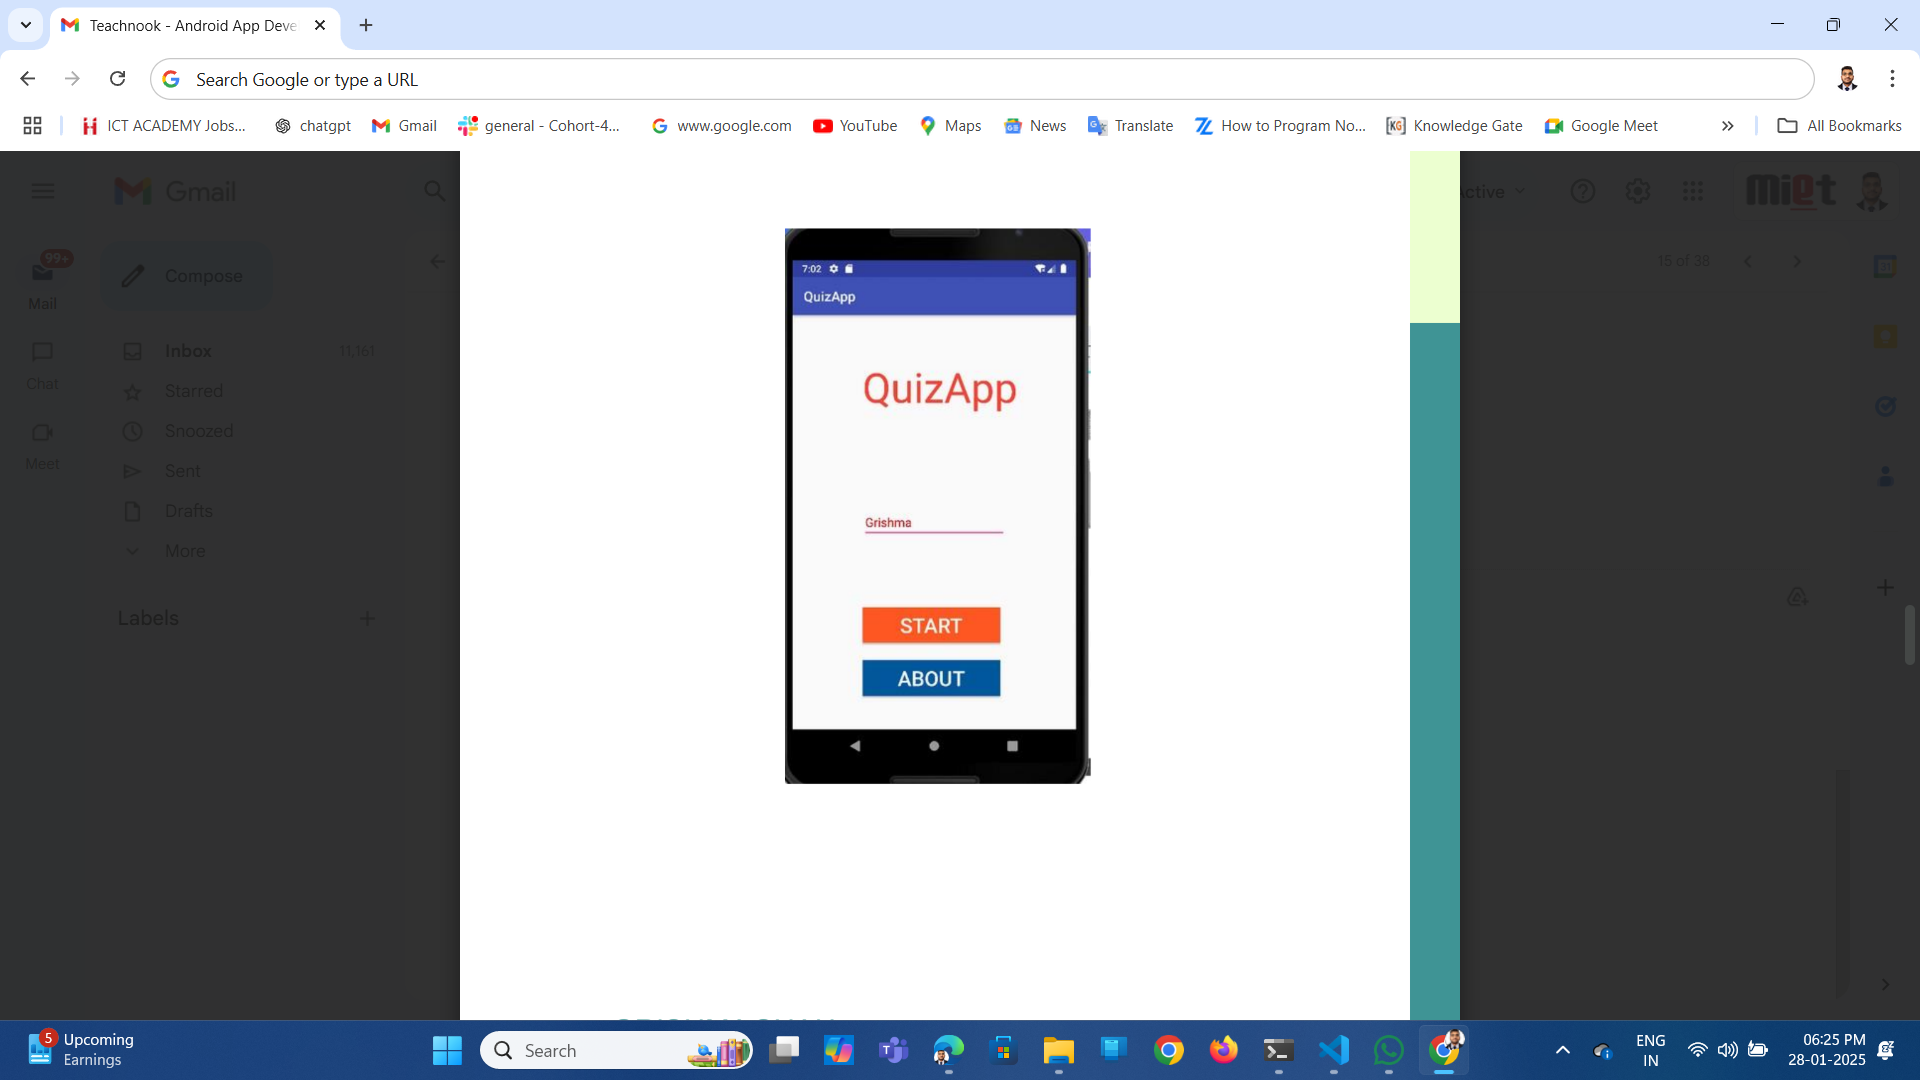 Teachnook - Android App Deve
Search Google or type a URL
ICT ACADEMY Jobs...
chatgpt
Gmail
general - Cohort-4...
www.google.com
YouTube
Maps
News
Translate
How to Program No...
KG Knowledge Gate
Google Meet
All Bookmarks
Gmail
Active
miet
99+
Mail
Compose
15 of 38
Chat
Inbox 11,161
Starred
Snoozed
Meet
Sent
Drafts
More
Labels
7:02
QuizApp
QuizApp
Grishma
START
ABOUT
5 Upcoming
Earnings
Search
ENG
IN
06:25 PM
28-01-2025